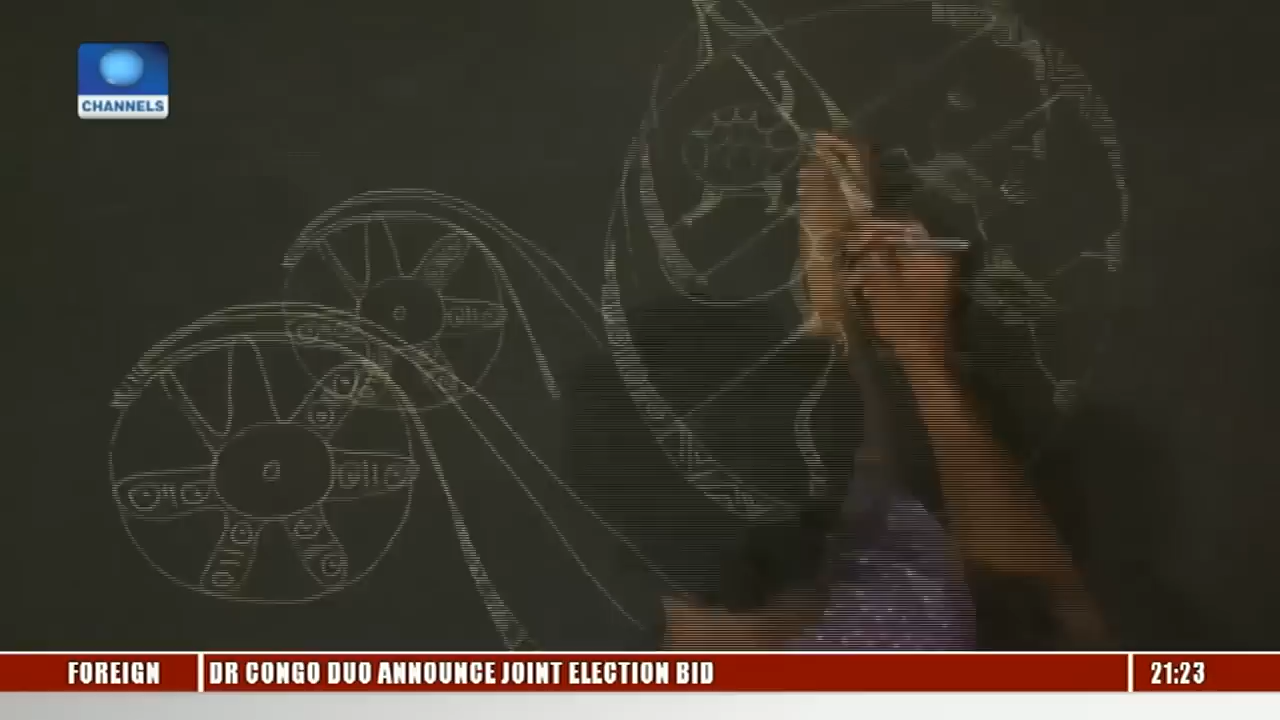 CHANNELS
FOREIGN
DR CONGO DUO ANNOUNCE JOINT ELECTION BID
21:23